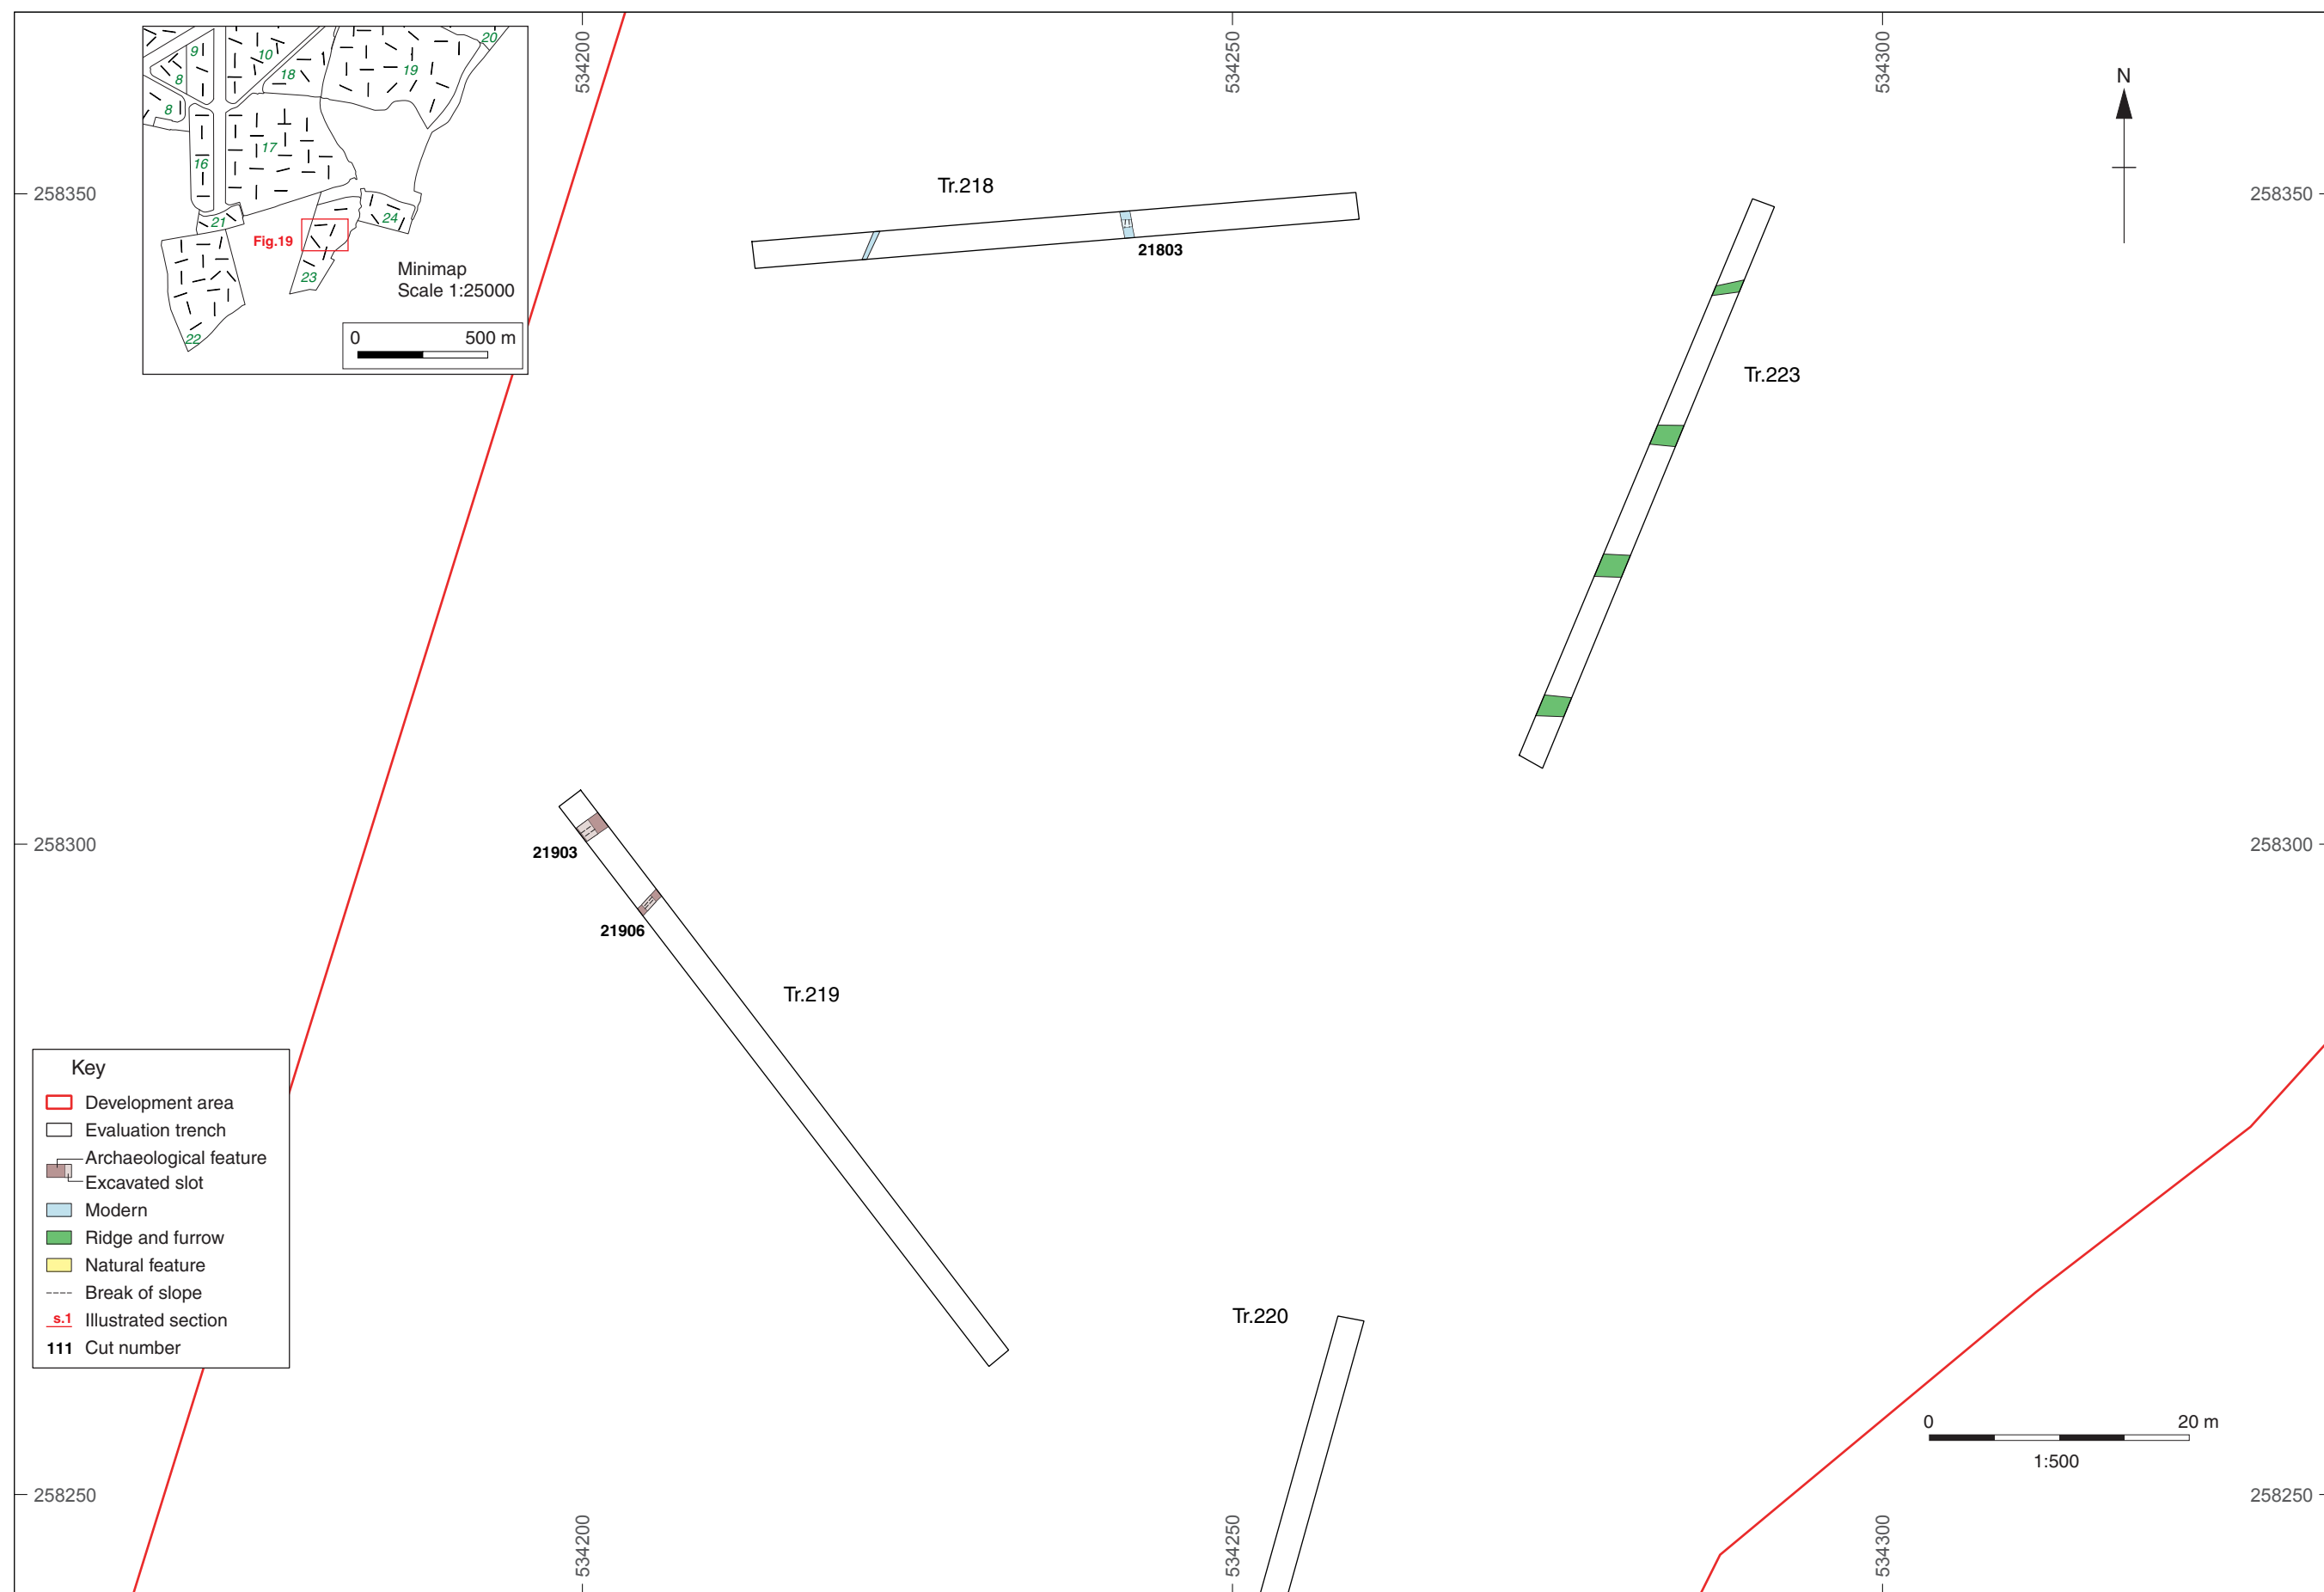 534200
534250
534300
9
10
20
8
18
19
8
17
16
21
24
Fig.19
23
22
Minimap
Scale 1:25000
0 500 m
N
258350
258350
Tr.218
21803
Tr.223
258300
258300
21903
21906
Tr.219
Key
Development area
Evaluation trench
Archaeological feature
Excavated slot
Modern
Ridge and furrow
Natural feature
Break of slope
s.1 Illustrated section
111 Cut number
Tr.220
0 20 m
1:500
258250
258250
534200
534250
534300